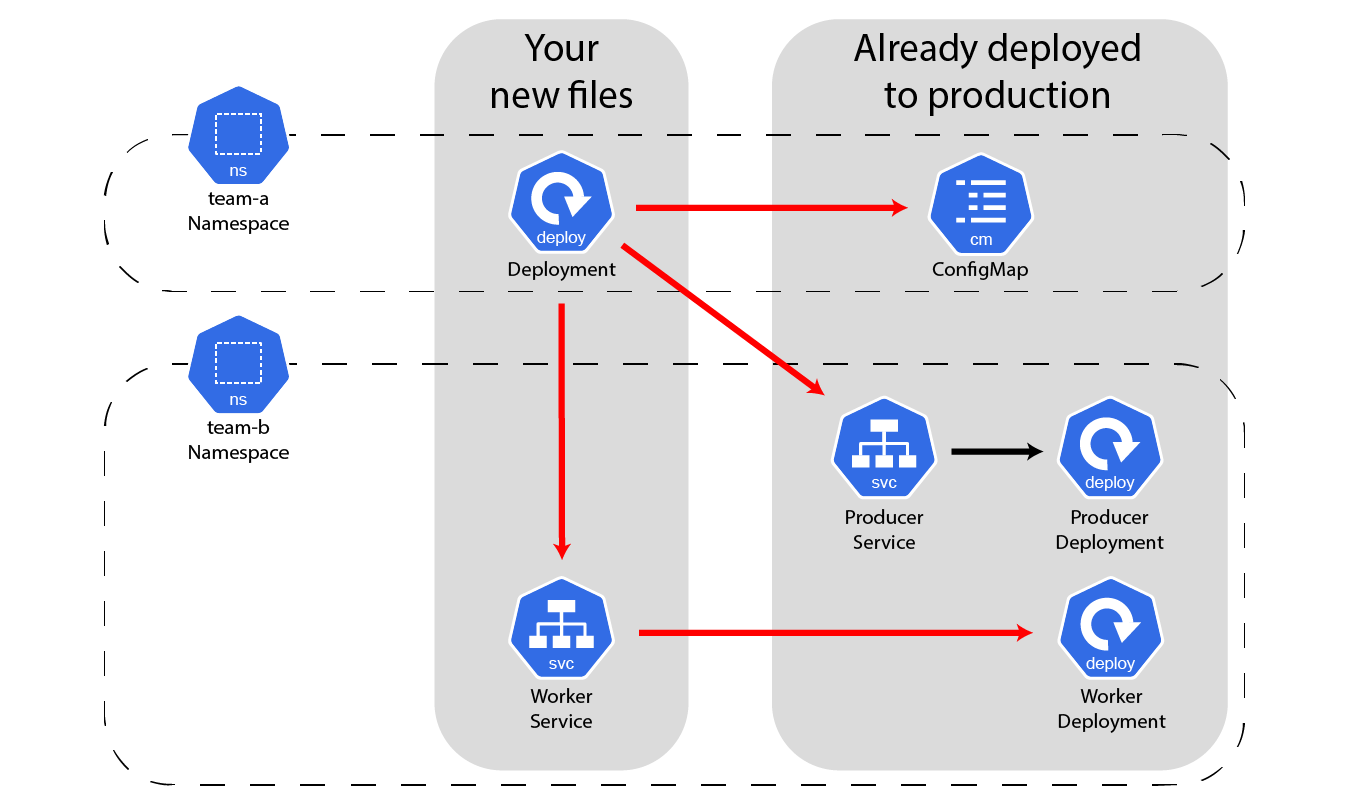 Your
new files
Already deployed
to production
ns
team-a
Namespace
deploy
Deployment
cm
ConfigMap
ns
team-b
Namespace
svc
Producer
Service
deploy
Producer
Deployment
svc
Worker
Service
deploy
Worker
Deployment